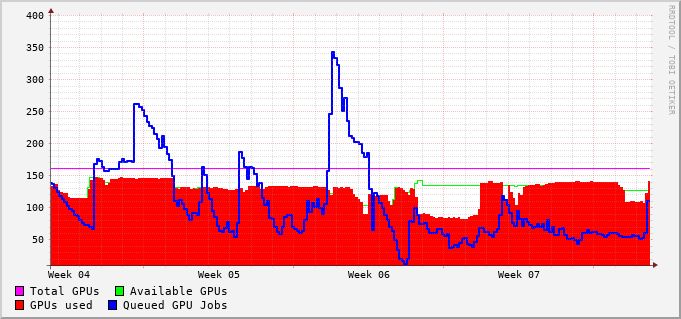 400
350
300
250
200
150
100
50
Week 04 Week 05 Week 06 Week 07
Total GPUs Available GPUs
GPUs used Queued GPU Jobs
RRDTOOL / TOBI OETIKER